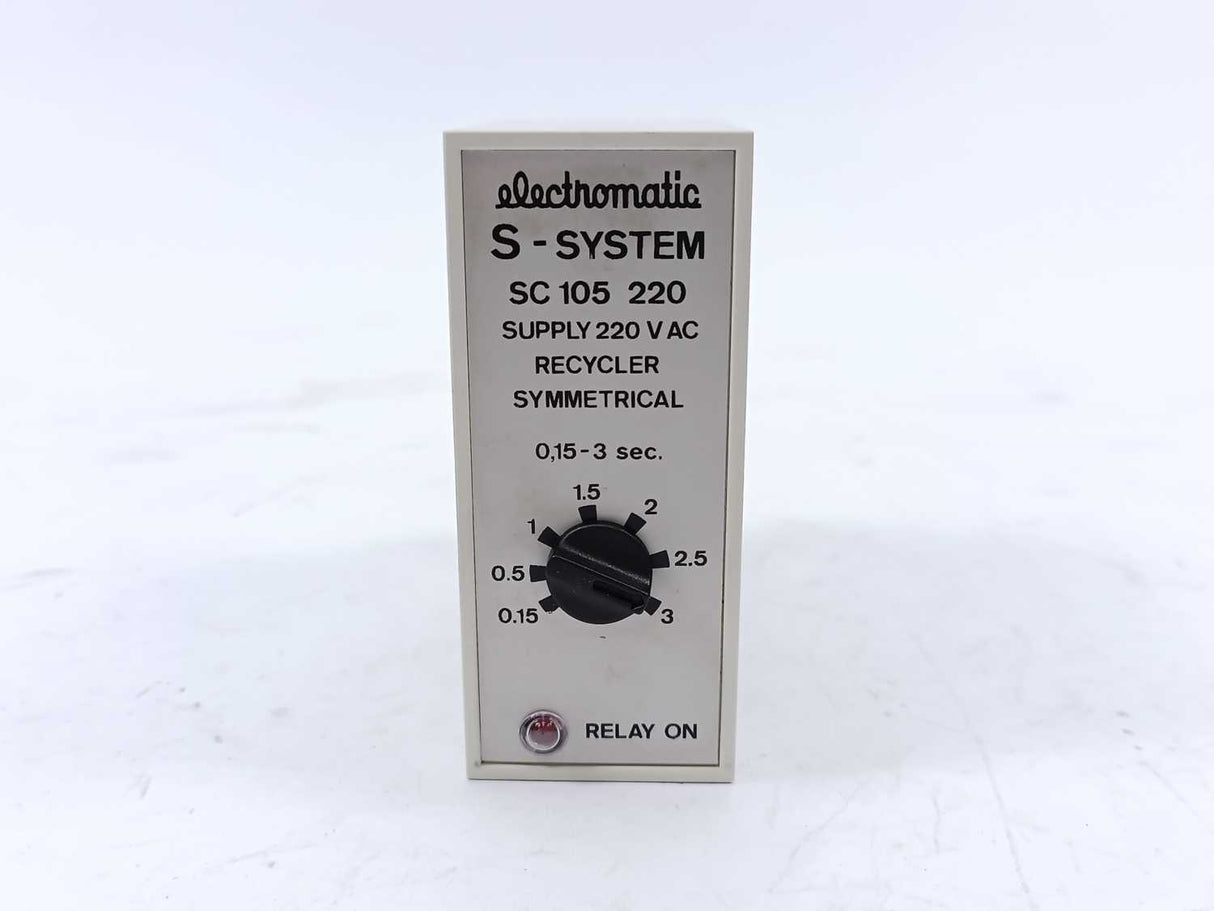 electromatic
S - SYSTEM
SC 105 220
SUPPLY 220 V AC
RECYCLER
SYMMETRICAL
0,15-3 sec.
1.5
2
1
2.5
0.5
0.15
3
RELAY ON